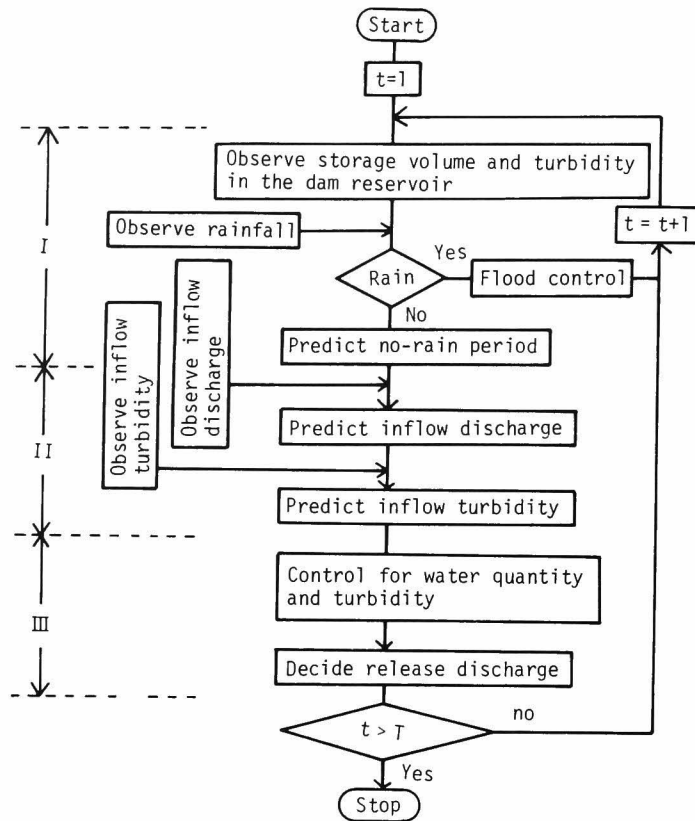 Start
t=1
Observe storage volume and turbidity
in the dam reservoir
Observe rainfall
t = t+1
I
Rain
Yes
Flood control
No
Predict no-rain period
Observe inflow
discharge
Observe inflow
turbidity
II
Predict inflow discharge
Predict inflow turbidity
Control for water quantity
and turbidity
III
Decide release discharge
t > T
no
Yes
Stop